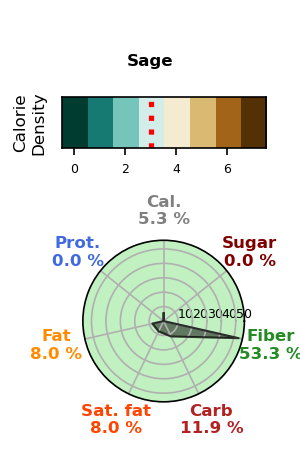 Sage
Calorie
Density
0 2 4 6
Cal.
5.3 %
Prot.
0.0 %
Sugar
0.0 %
10 20 30 40 50
Fat
8.0 %
Fiber
53.3 %
Sat. fat
8.0 %
Carb
11.9 %